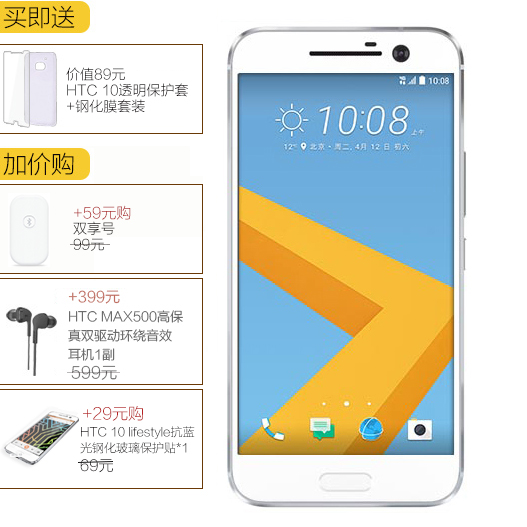 买即送
价值89元
HTC 10透明保护套
+钢化膜套装
加价购
+59元购
双享号
99元
+399元
HTC MAX500高保
真双驱动环绕音效
耳机1副
599元
+29元购
HTC 10 lifestyle抗蓝
光钢化玻璃保护贴*1
69元
10:08
10:08上午
12° 北京·周二, 4月 12 日 初六